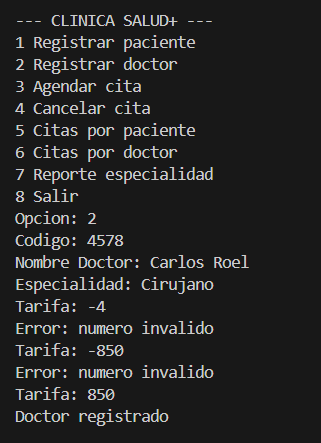 --- CLINICA SALUD+ ---
1 Registrar paciente
2 Registrar doctor
3 Agendar cita
4 Cancelar cita
5 Citas por paciente
6 Citas por doctor
7 Reporte especialidad
8 Salir
Opcion: 2
Codigo: 4578
Nombre Doctor: Carlos Roel
Especialidad: Cirujano
Tarifa: -4
Error: numero invalido
Tarifa: -850
Error: numero invalido
Tarifa: 850
Doctor registrado